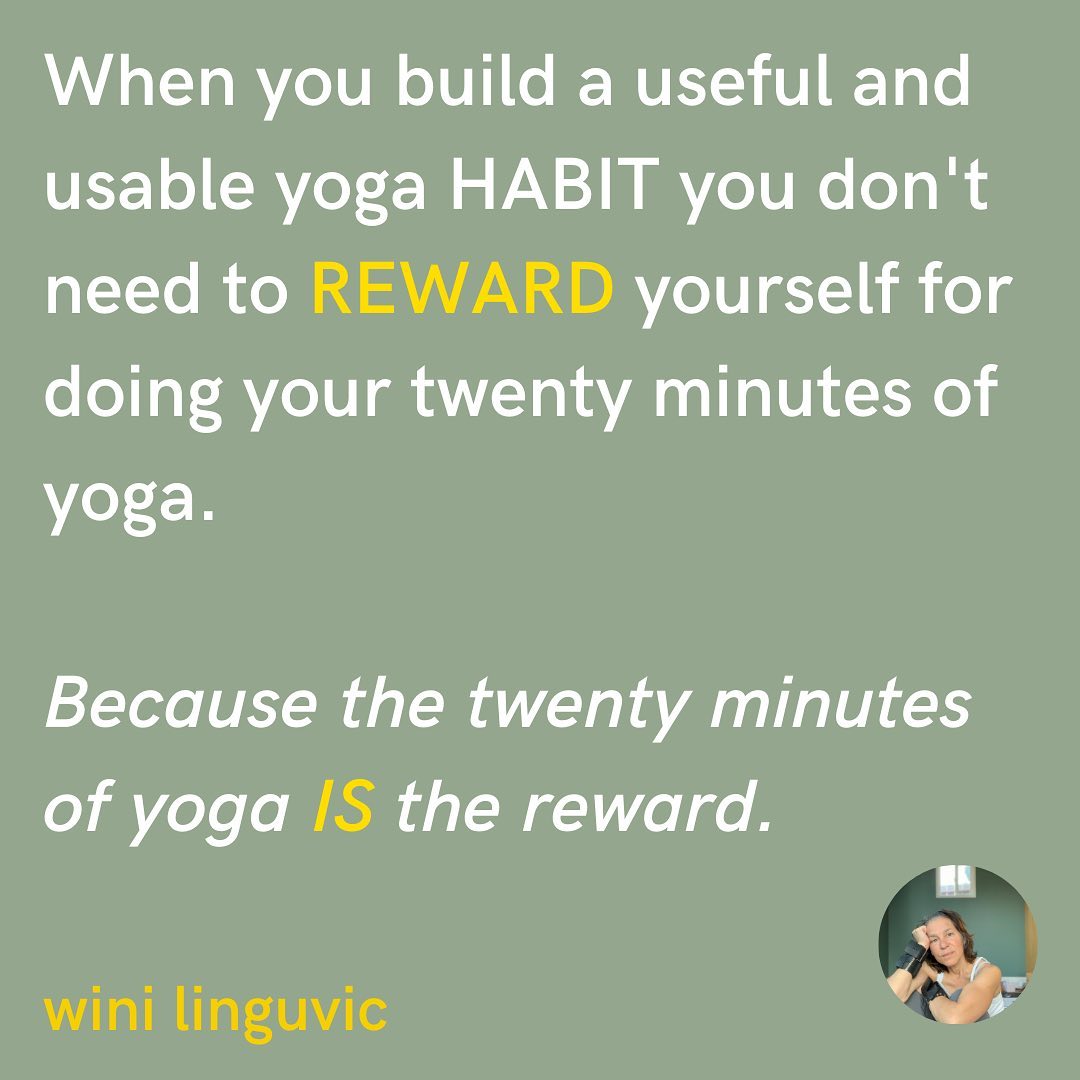 When you build a useful and
usable yoga HABIT you don't
need to REWARD yourself for
doing your twenty minutes of
yoga.
Because the twenty minutes
of yoga IS the reward.
wini linguvic